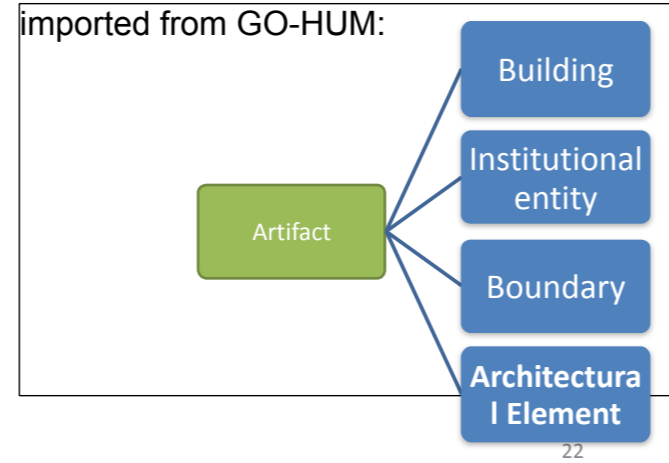 imported from GO-HUM:
Building
Institutional
entity
Artifact
Boundary
Architectura
l Element
22